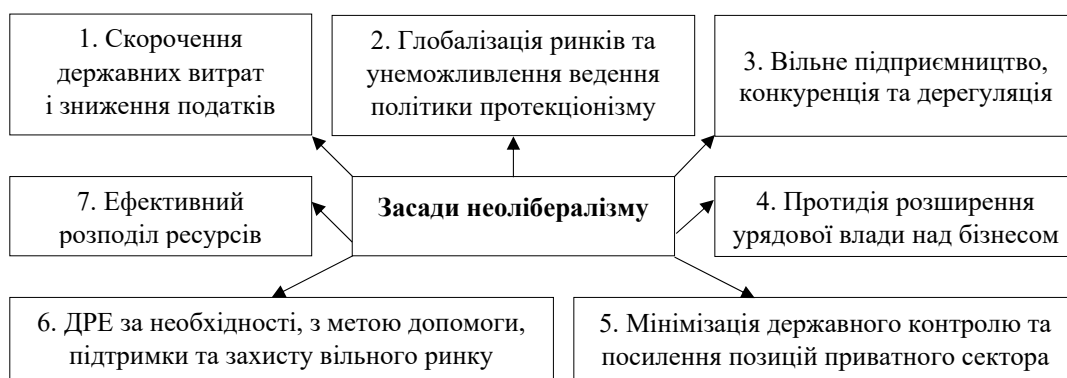 1. Скорочення
державних витрат
і зниження податків
2. Глобалізація ринків та
унеможливлення ведення
політики протекціонізму
3. Вільне підприємництво,
конкуренція та дерегуляція
7. Ефективний
розподіл ресурсів
Засади неолібералізму
4. Протидія розширення
урядової влади над бізнесом
6. ДРЕ за необхідності, з метою допомоги,
підтримки та захисту вільного ринку
5. Мінімізація державного контролю та
посилення позицій приватного сектора